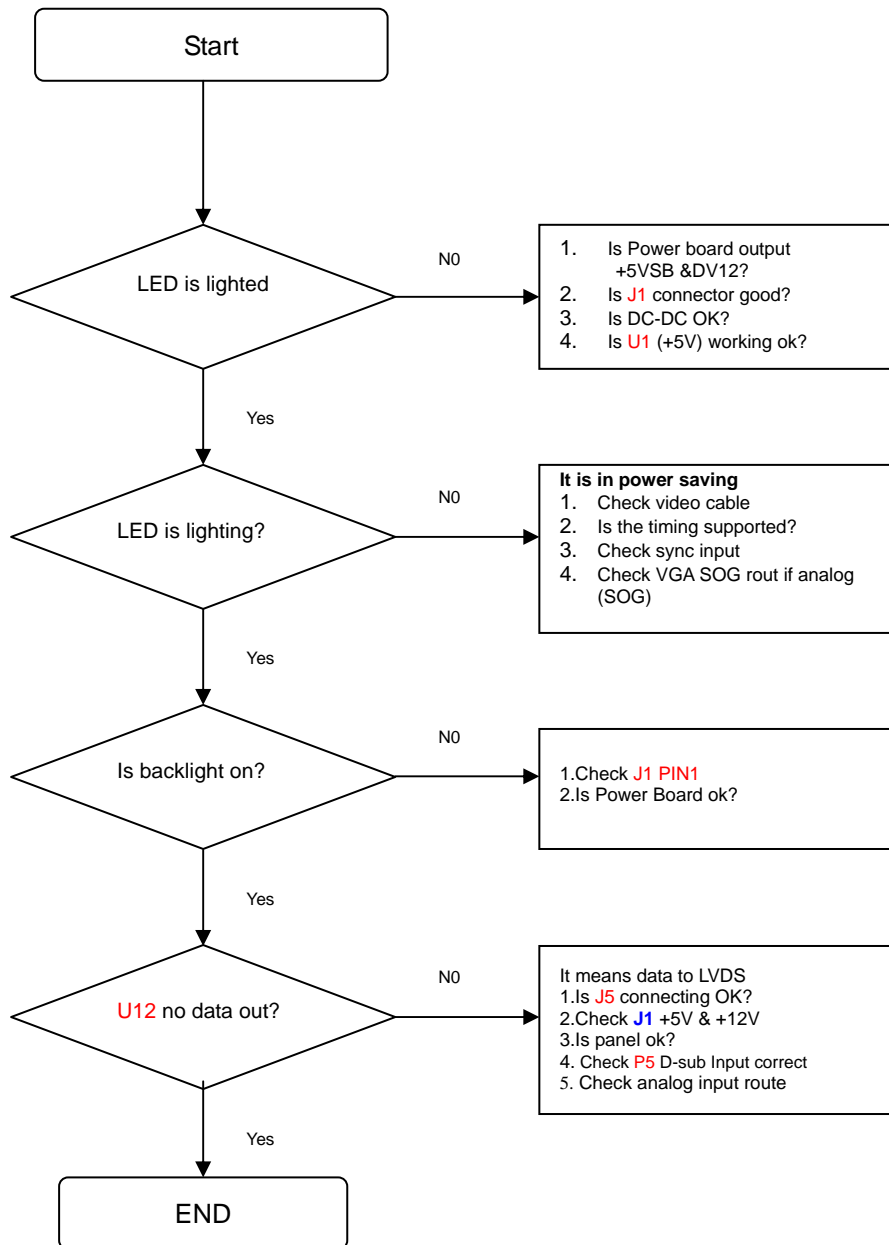 Start
LED is lighted
N0
1. Is Power board output
+5VSB &DV12?
2. Is J1 connector good?
3. Is DC-DC OK?
4. Is U1 (+5V) working ok?
Yes
LED is lighting?
N0
It is in power saving
1. Check video cable
2. Is the timing supported?
3. Check sync input
4. Check VGA SOG rout if analog
(SOG)
Yes
Is backlight on?
N0
1.Check J1 PIN1
2.Is Power Board ok?
Yes
U12 no data out?
N0
It means data to LVDS
1.Is J5 connecting OK?
2.Check J1 +5V & +12V
3.Is panel ok?
4. Check P5 D-sub Input correct
5. Check analog input route
Yes
END